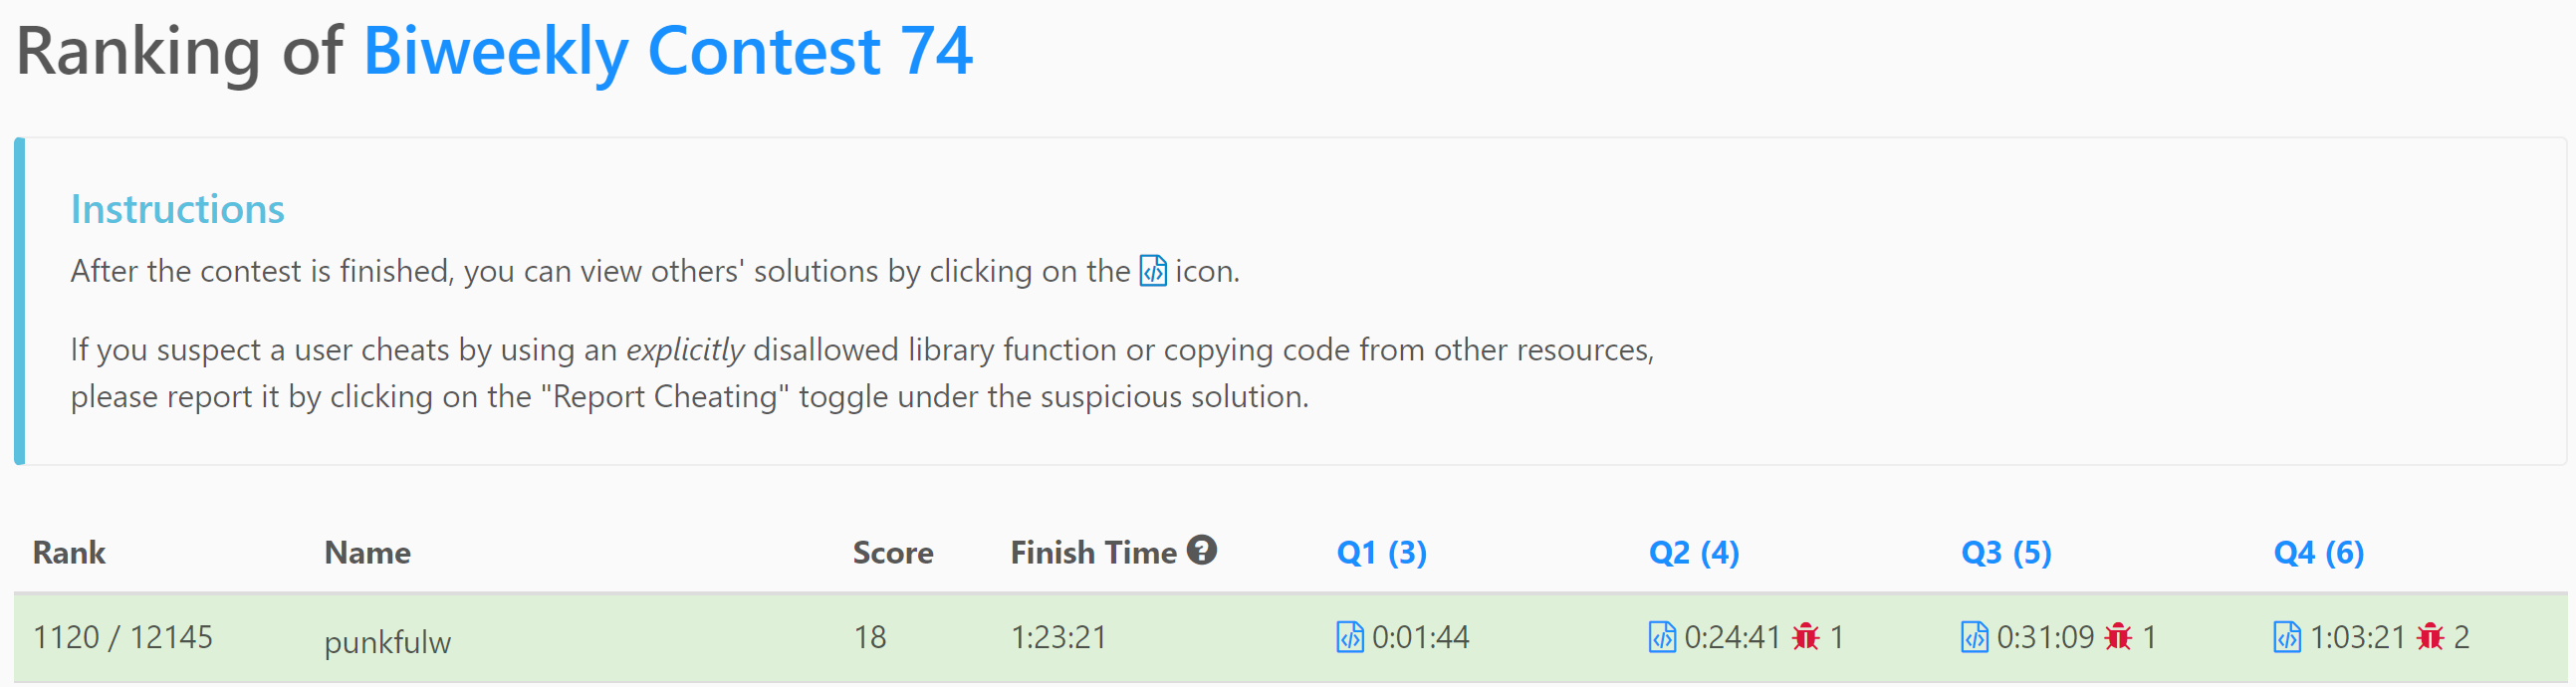 Ranking of Biweekly Contest 74
Instructions
After the contest is finished, you can view others' solutions by clicking on the </> icon.
If you suspect a user cheats by using an explicitly disallowed library function or copying code from other resources,
please report it by clicking on the "Report Cheating" toggle under the suspicious solution.
Rank Name Score Finish Time ? Q1 (3) Q2 (4) Q3 (5) Q4 (6)
1120 / 12145 punkfulw 18 1:23:21 </> 0:01:44 </> 0:24:41 1 </> 0:31:09 1 </> 1:03:21 2